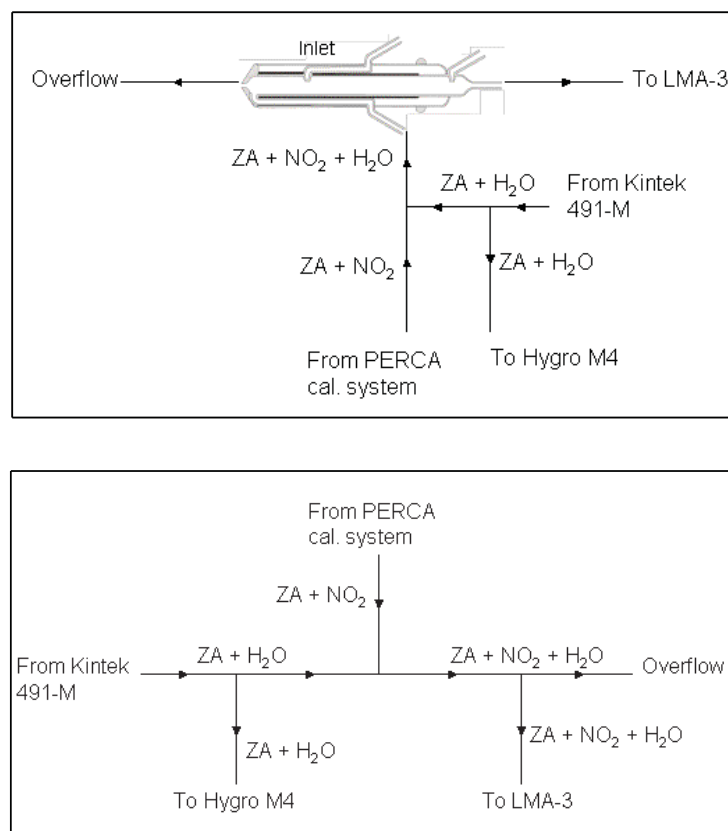 Inlet
Overflow
To LMA-3
ZA + NO₂ + H₂O
ZA + H₂O
From Kintek
491-M
ZA + NO₂
ZA + H₂O
From PERCA
cal. system
To Hygro M4
From PERCA
cal. system
ZA + NO₂
ZA + H₂O
ZA + NO₂ + H₂O
From Kintek
491-M
Overflow
ZA + H₂O
ZA + NO₂ + H₂O
To Hygro M4
To LMA-3